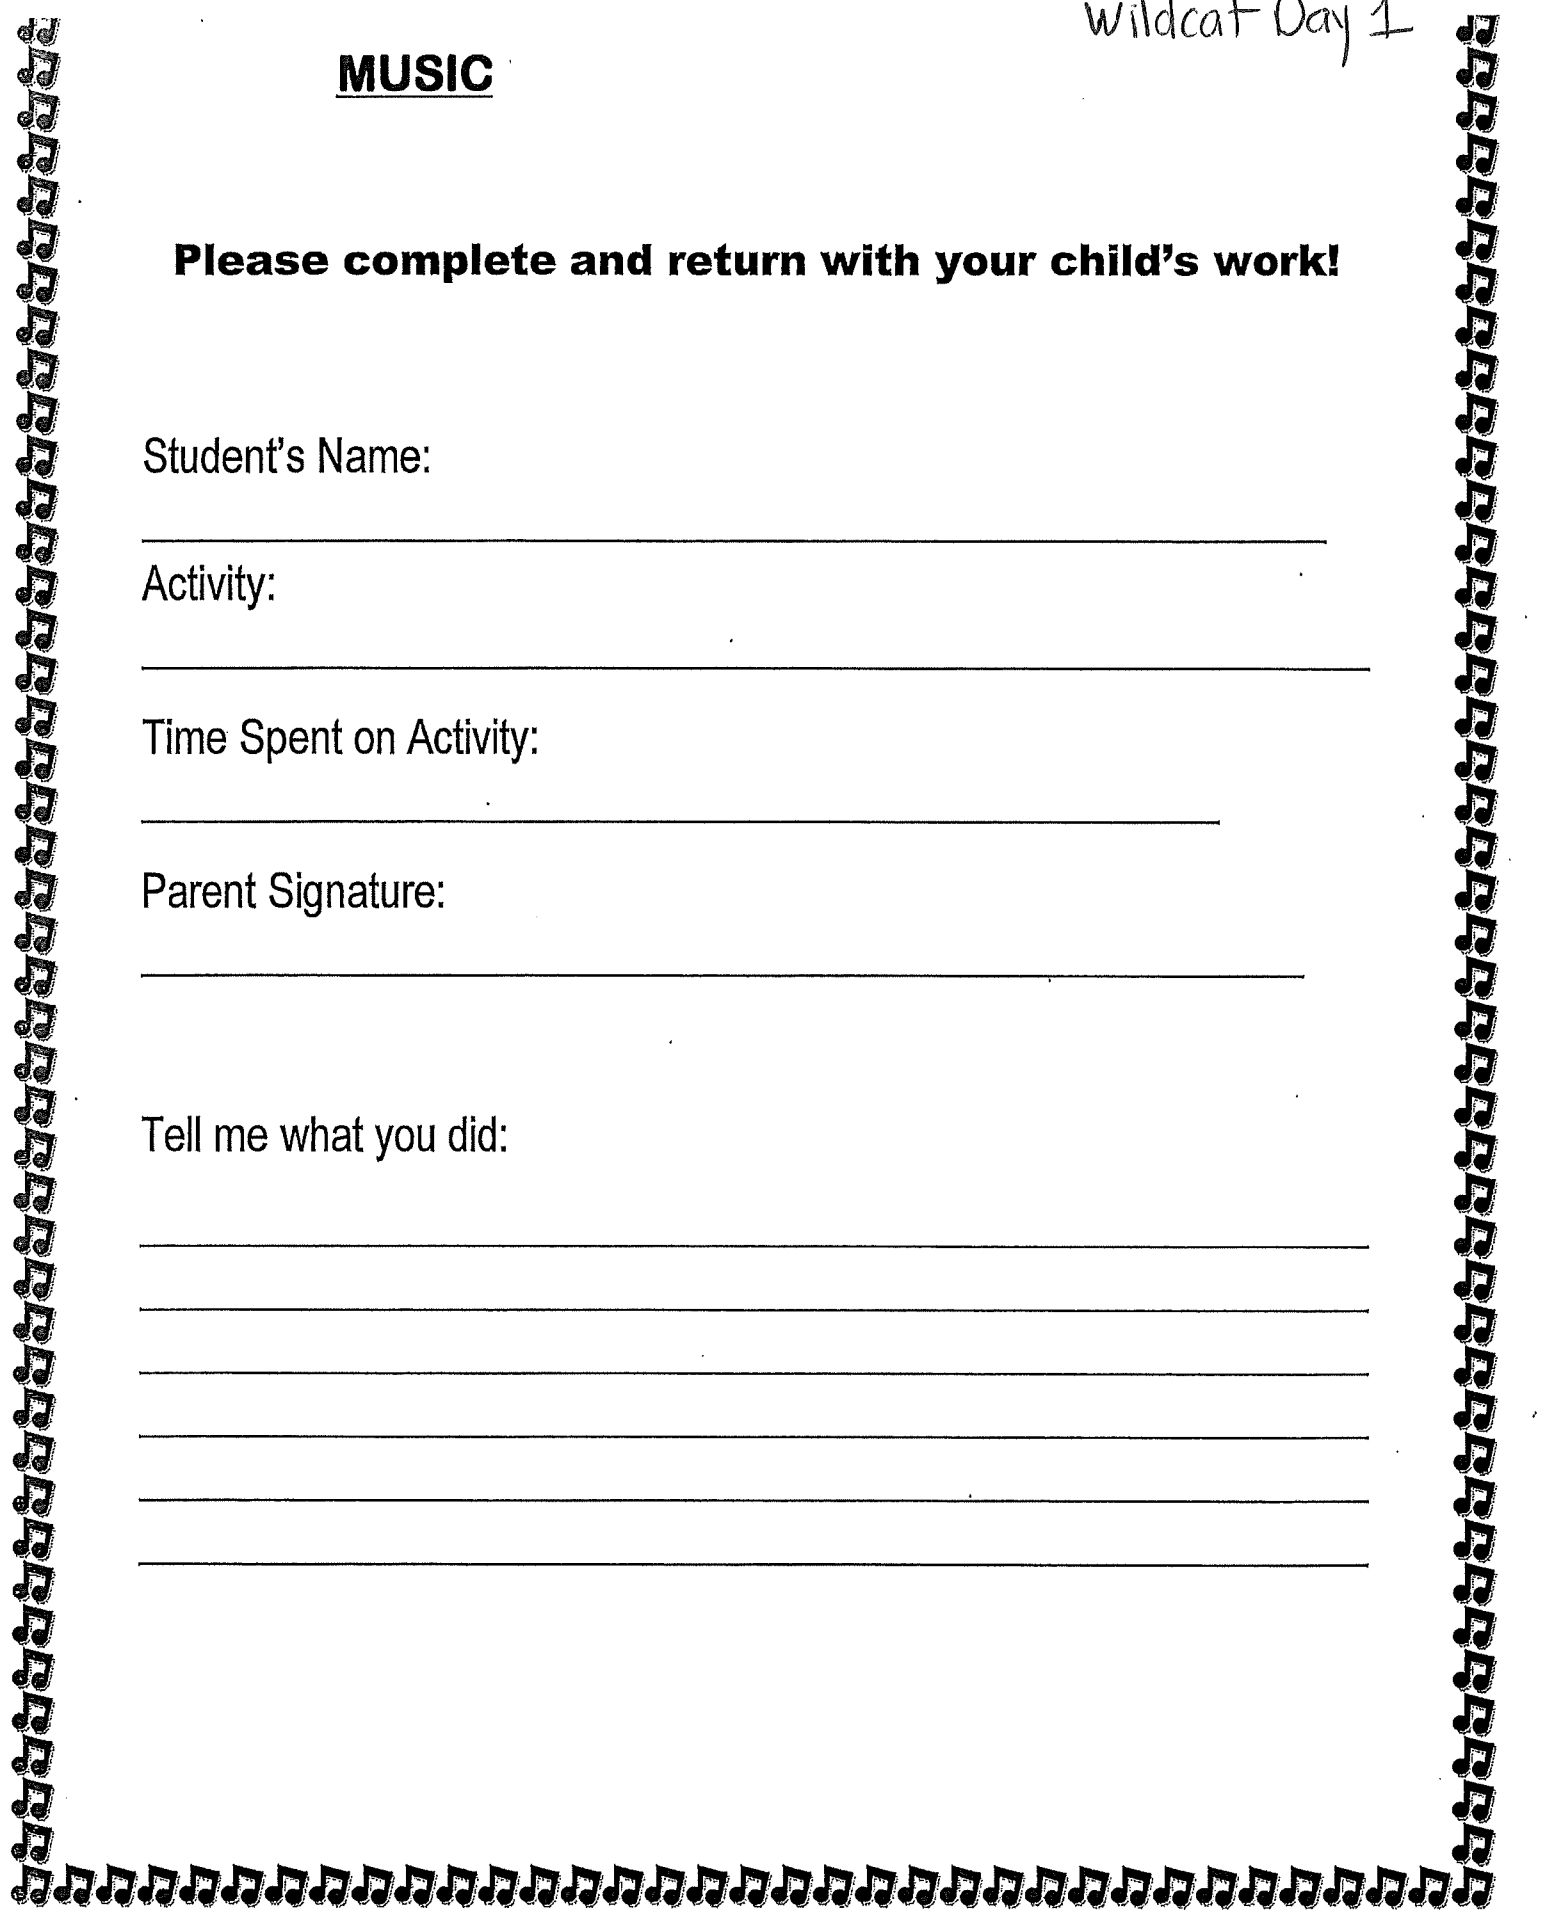 Wildcat Day 1
MUSIC
Please complete and return with your child's work!
Student's Name:
Activity:
Time Spent on Activity:
Parent Signature:
Tell me what you did: